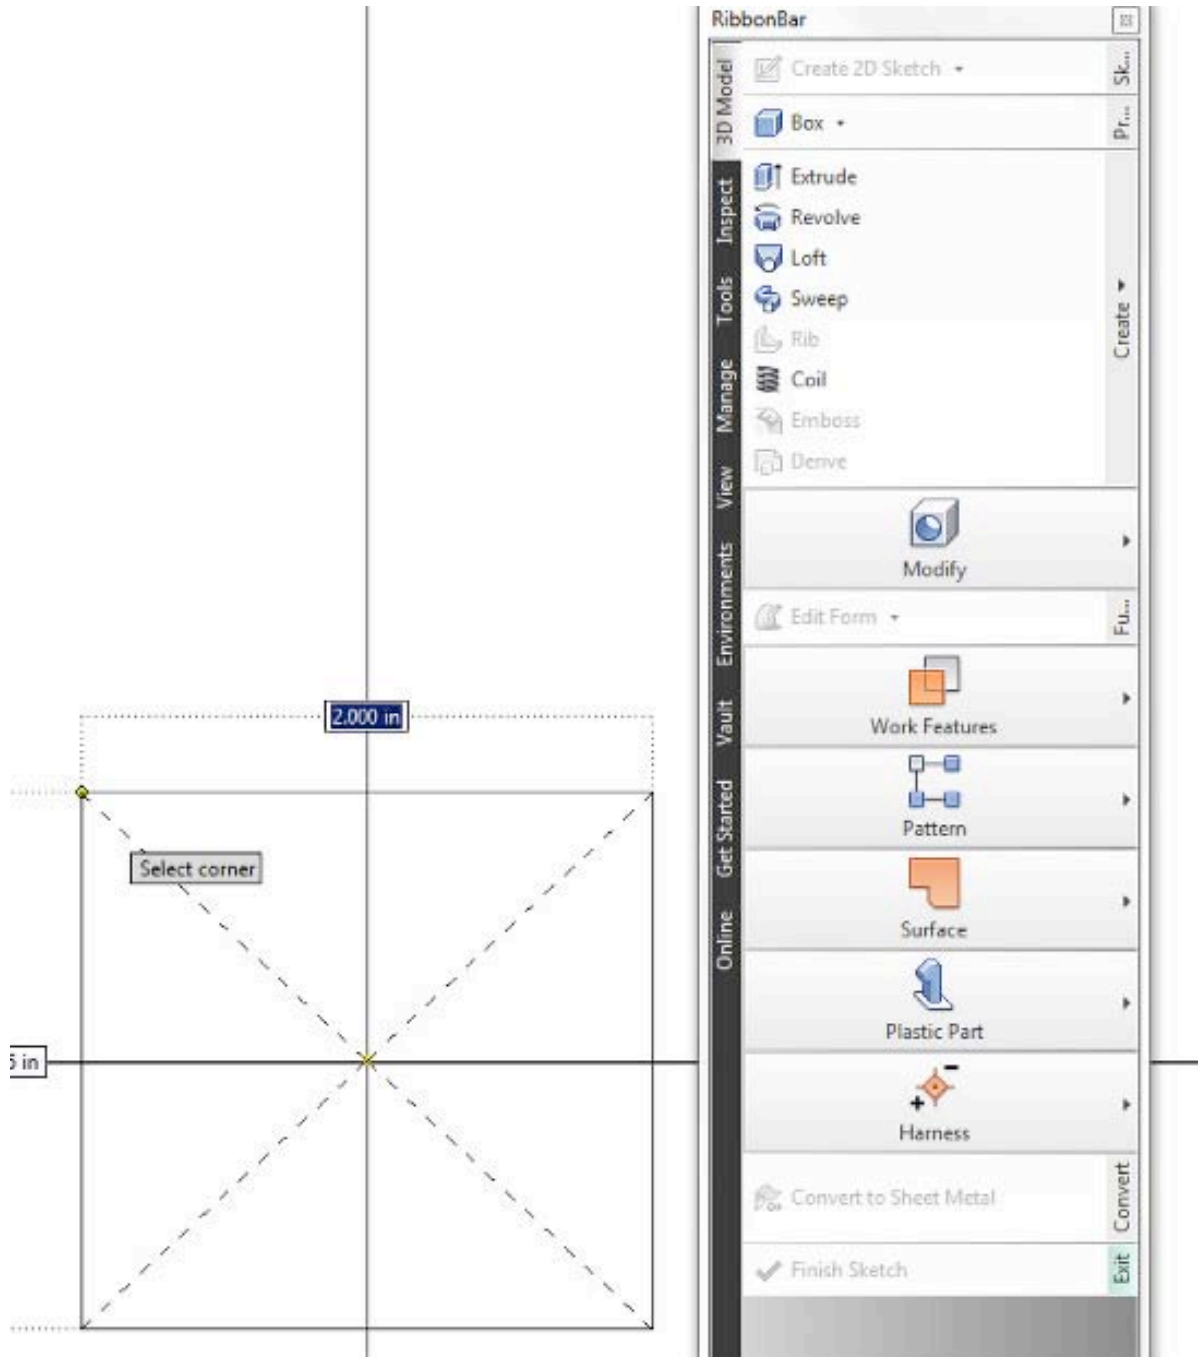 RibbonBar
3D Model
Inspect
Tools
Manage
View
Environments
Vault
Get Started
Online
Create 2D Sketch
Sk...
Box
Pr...
Extrude
Revolve
Loft
Sweep
Rib
Coil
Emboss
Derive
Create
Modify
Edit Form
Fu...
Work Features
Pattern
Surface
Plastic Part
Harness
Convert to Sheet Metal
Convert
Finish Sketch
Exit
2.000 in
Select corner
in